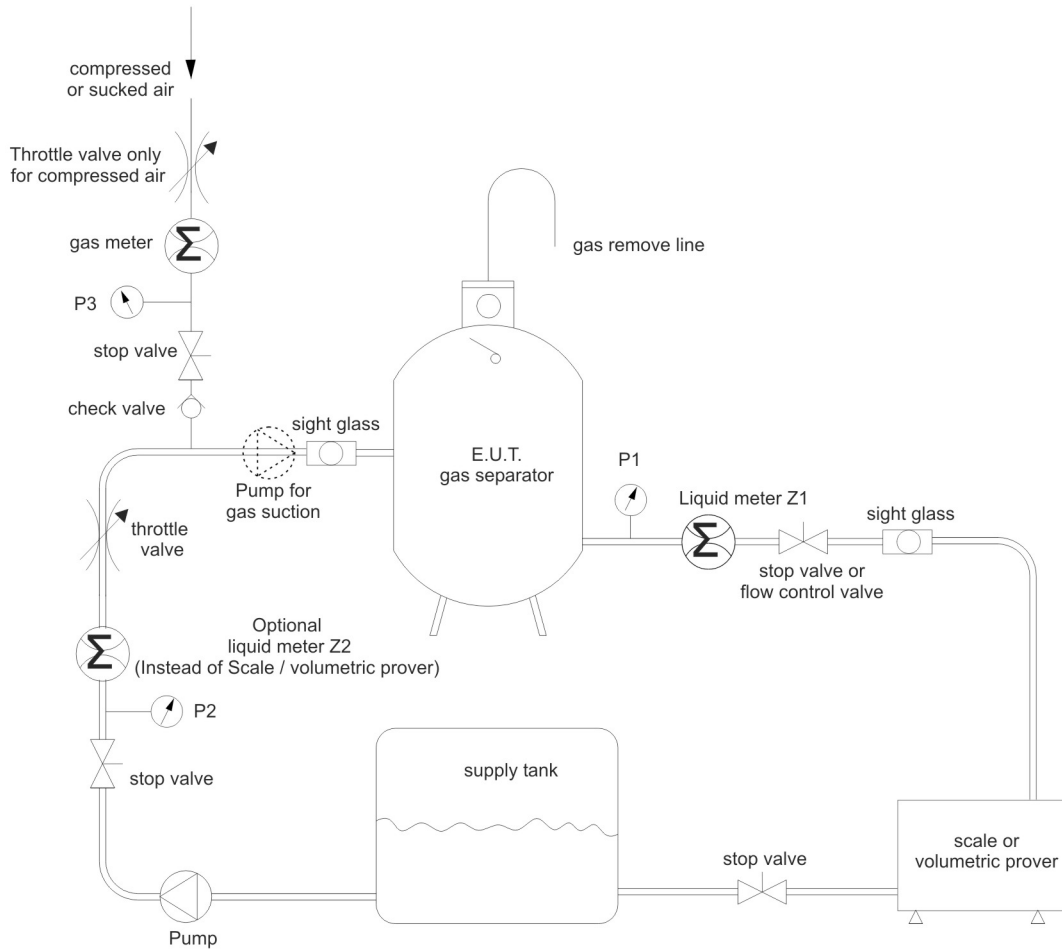 compressed
or sucked air
Throttle valve only
for compressed air
gas meter
gas remove line
P3
stop valve
check valve
sight glass
E.U.T.
gas separator
P1
Pump for
gas suction
Liquid meter Z1
sight glass
throttle
valve
stop valve or
flow control valve
Optional
liquid meter Z2
(Instead of Scale / volumetric prover)
P2
stop valve
supply tank
scale or
volumetric prover
stop valve
Pump